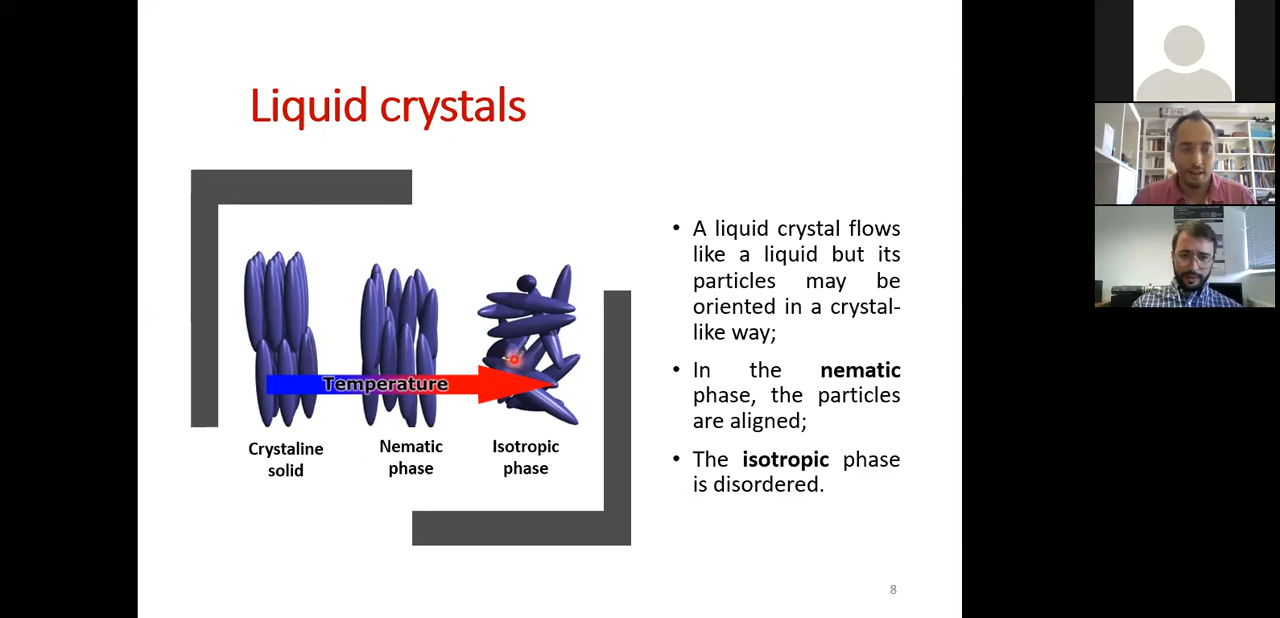 Liquid crystals
Temperature
Crystaline
solid
Nematic
phase
Isotropic
phase
• A liquid crystal flows
like a liquid but its
particles may be
oriented in a crystal-
like way;
• In the nematic
phase, the particles
are aligned;
• The isotropic phase
is disordered.
8